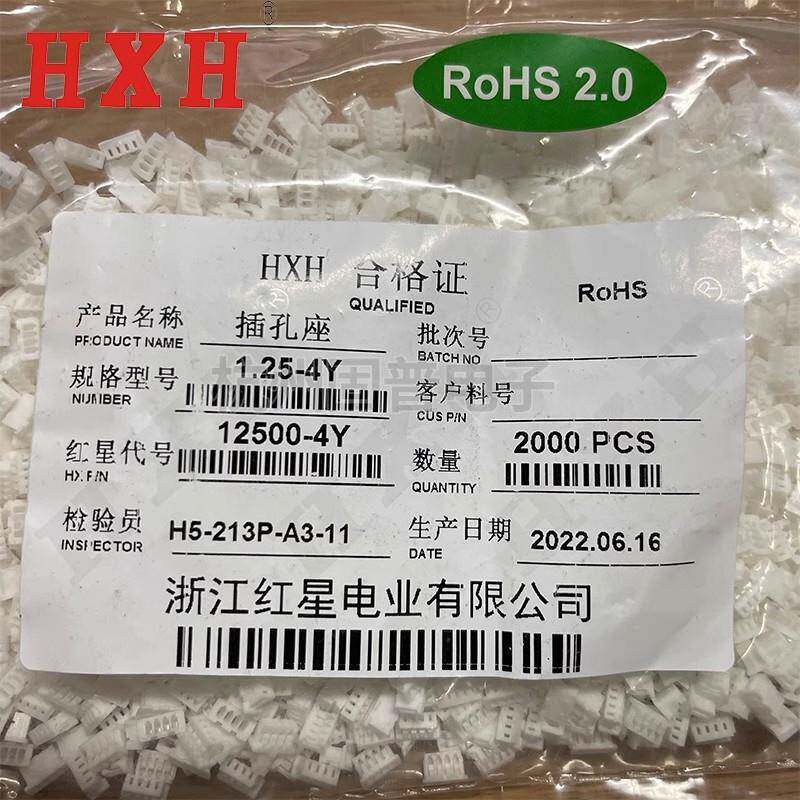 HXH
RoHS 2.0
HXH 合格证
QUALIFIED
RoHS
产品名称 插孔座
PRODUCT NAME
批次号
BATCH NO
规格型号 1.25-4Y
NUMBER
客户料号
CUS P/N
红星代号 12500-4Y
HX P/N
数量 2000 PCS
QUANTITY
检验员 H5-213P-A3-11
INSPECTOR
生产日期 2022.06.16
DATE
浙江红星电业有限公司